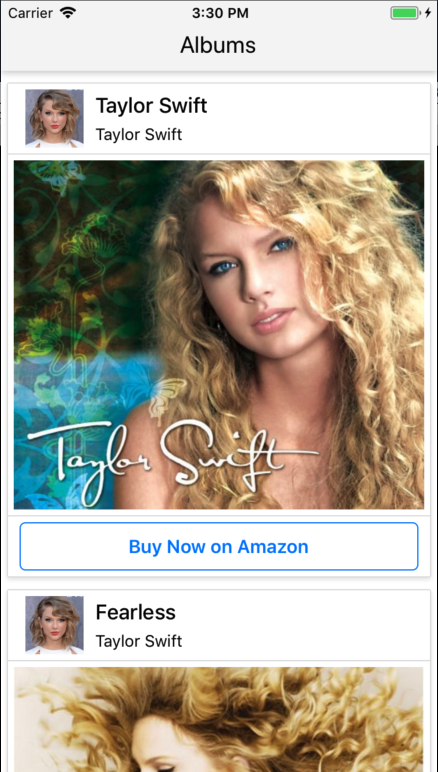 Carrier 3:30 PM
Albums
Taylor Swift
Taylor Swift
Taylor Swift
Buy Now on Amazon
Fearless
Taylor Swift